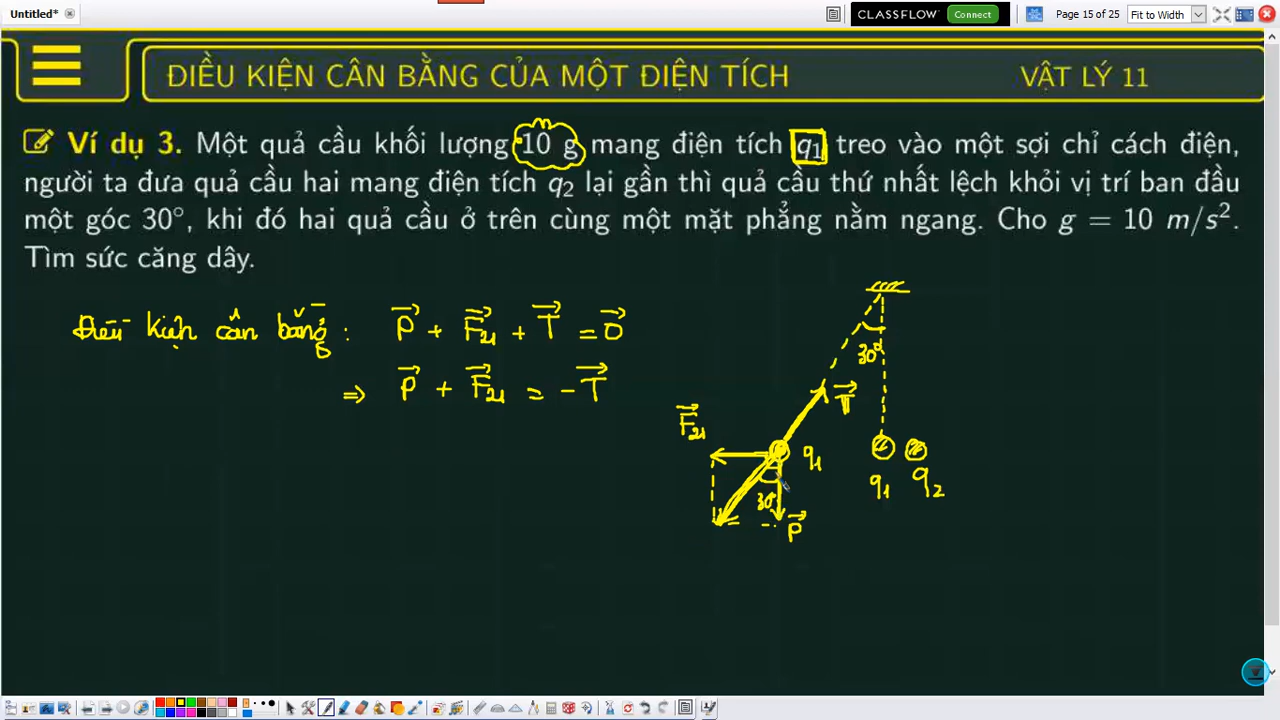 Untitled*
CLASSFLOW Connect Page 15 of 25 Fit to Width
ĐIỀU KIỆN CÂN BẰNG CỦA MỘT ĐIỆN TÍCH VẬT LÝ 11
Ví dụ 3. Một quả cầu khối lượng 10 g mang điện tích q₁ treo vào một sợi chỉ cách điện,
người ta đưa quả cầu hai mang điện tích q₂ lại gần thì quả cầu thứ nhất lệch khỏi vị trí ban đầu
một góc 30°, khi đó hai quả cầu ở trên cùng một mặt phẳng nằm ngang. Cho g = 10 m/s².
Tìm sức căng dây.
Điều kiện cân bằng : P⃗ + F⃗₂₁ + T⃗ = 0⃗
⇒ P⃗ + F⃗₂₁ = -T⃗
30°
T⃗
F⃗₂₁
q₁
q₁ q₂
30°
P⃗